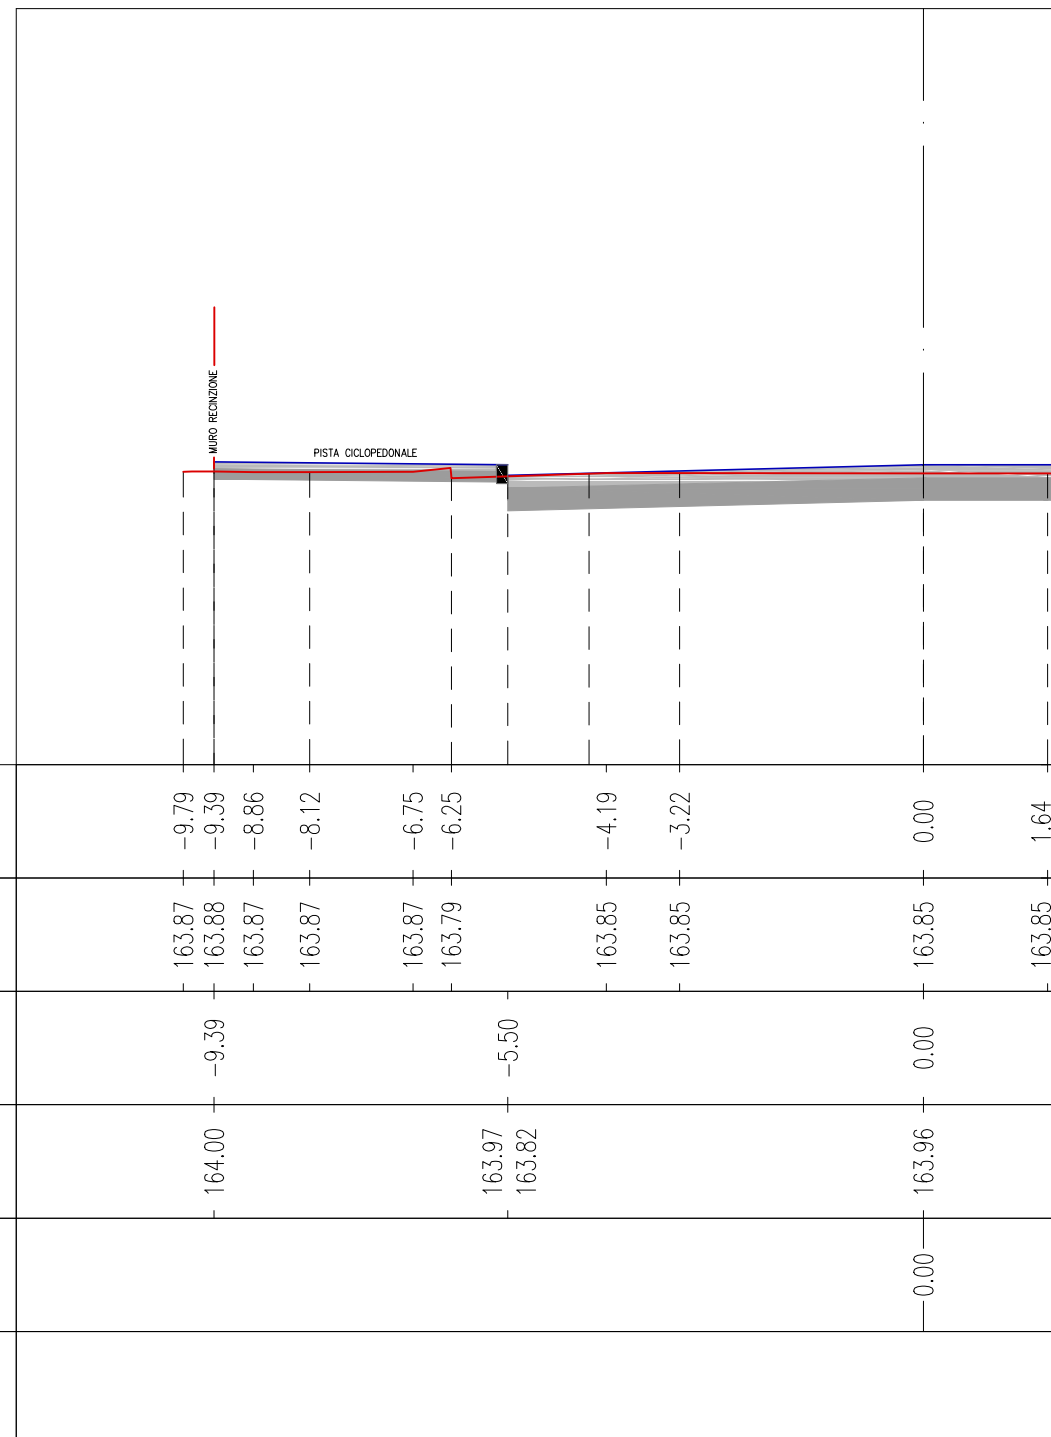 MURO RECINZIONE
PISTA CICLOPEDONALE
-9.79 -9.39 -8.86 -8.12 -6.75 -6.25 -4.19 -3.22 0.00 1.64
163.87 163.88 163.87 163.87 163.87 163.79 163.85 163.85 163.85 163.85
-9.39 -5.50 0.00
164.00 163.97 163.82 163.96
0.00